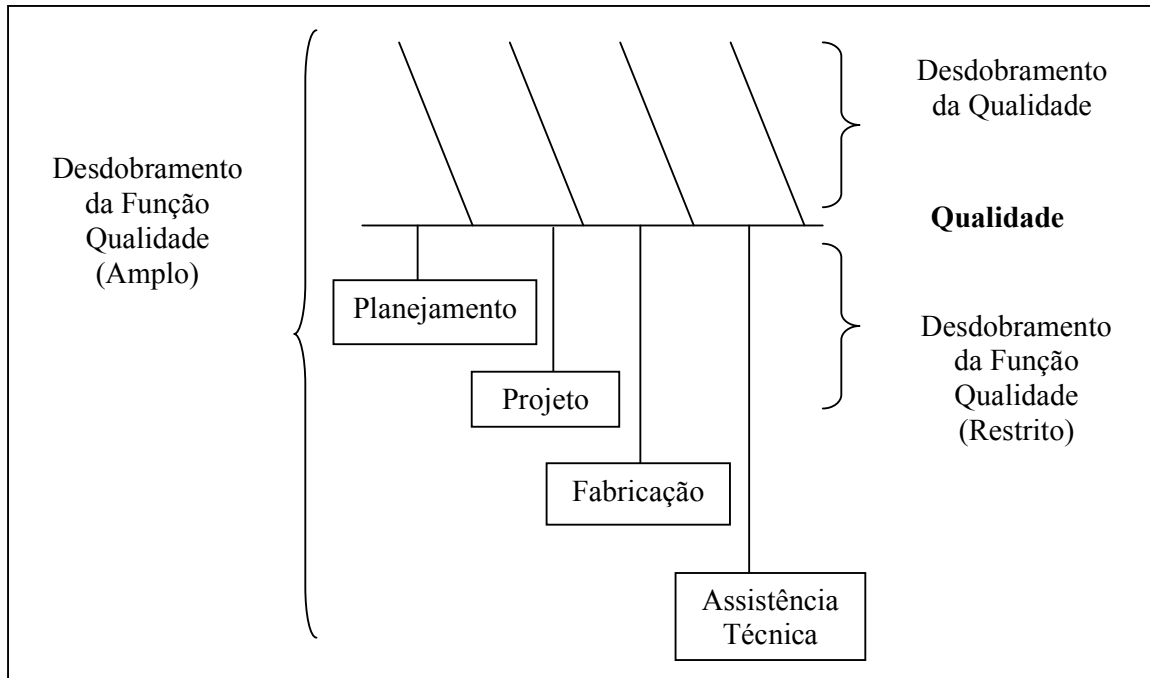 Desdobramento
da Qualidade
Desdobramento
da Função
Qualidade
(Amplo)
Qualidade
Planejamento
Desdobramento
da Função
Qualidade
(Restrito)
Projeto
Fabricação
Assistência
Técnica